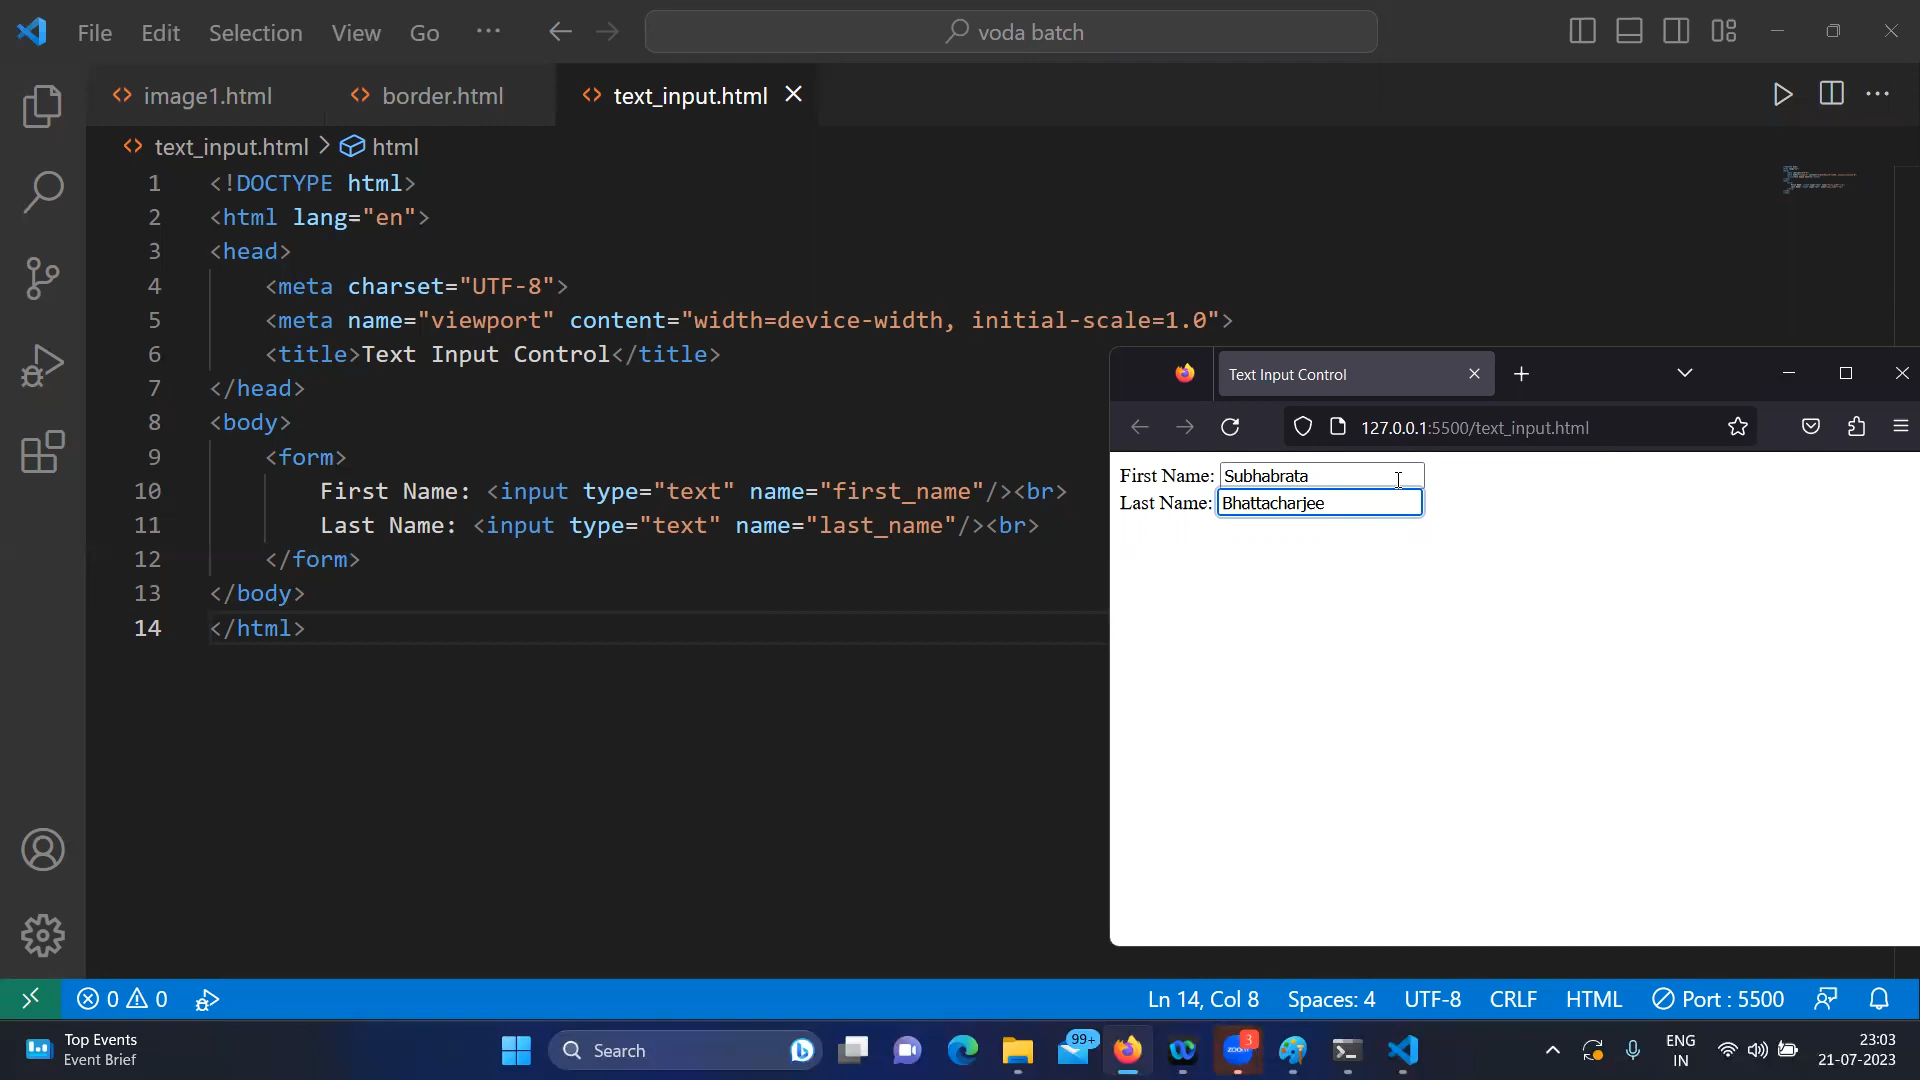 File Edit Selection View Go ··· voda batch
image1.html border.html text_input.html
text_input.html > html
1 <!DOCTYPE html>
2 <html lang="en">
3 <head>
4 <meta charset="UTF-8">
5 <meta name="viewport" content="width=device-width, initial-scale=1.0">
6 <title>Text Input Control</title>
7 </head>
8 <body>
9 <form>
10 First Name: <input type="text" name="first_name"/><br>
11 Last Name: <input type="text" name="last_name"/><br>
12 </form>
13 </body>
14 </html>
Text Input Control
127.0.0.1:5500/text_input.html
First Name: Subhabrata
Last Name: Bhattacharjee
0 0 Ln 14, Col 8 Spaces: 4 UTF-8 CRLF HTML Port : 5500
Top Events
Event Brief
Search
99+
zoom
3
ENG
IN
23:03
21-07-2023